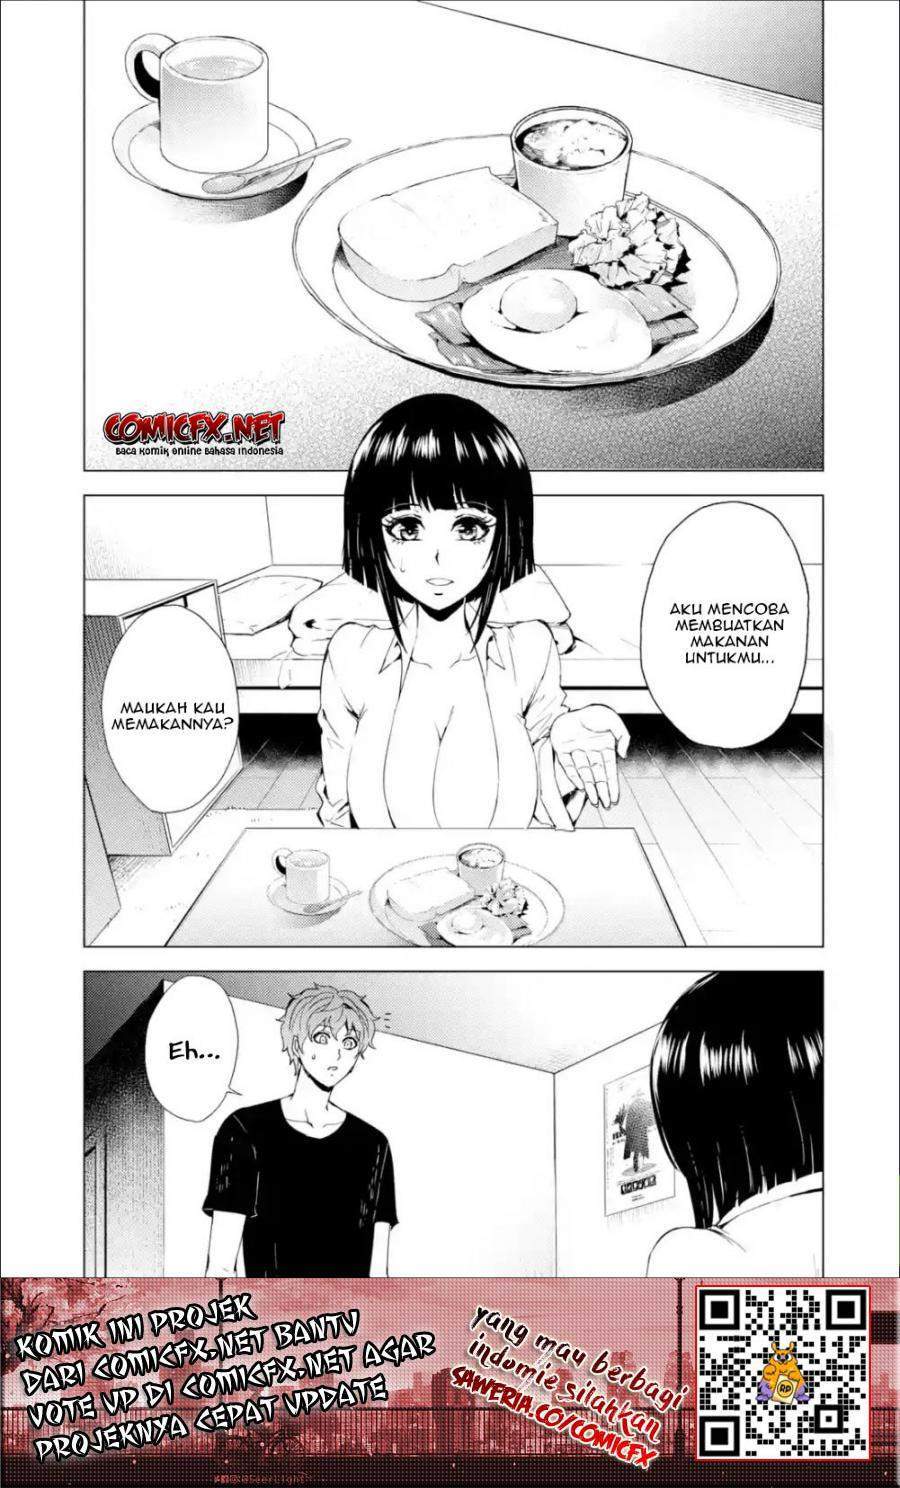 COMICFX.NET
BACA KOMIK ONLINE BAHASA INDONESIA
AKU MENCOBA
MEMBUATKAN
MAKANAN
UNTUKMU...
MAUKAH KAU
MEMAKANNYA?
Eh...
KOMIK INI PROJEK
DARI COMICFX.NET BANTU
VOTE UP DI COMICFX.NET AGAR
PROJEKNYA CEPAT UPDATE
yang mau berbagi
indomie silahkan
SAWERIA.CO/COMICFX
RP
@SeerLight